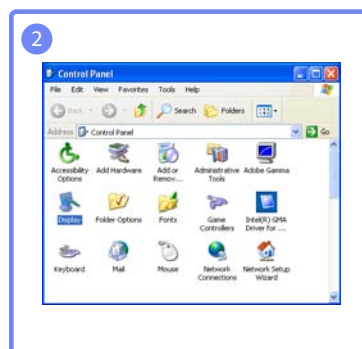 2
Control Panel
File Edit View Favorites Tools Help
Back Search Folders
Address Control Panel Go
Accessibility Options Add Hardware Add or Remov... Administrative Tools Adobe Gamma
Display Folder Options Fonts Game Controllers Intel(R) GMA Driver for ...
Keyboard Mail Mouse Network Connections Network Setup Wizard